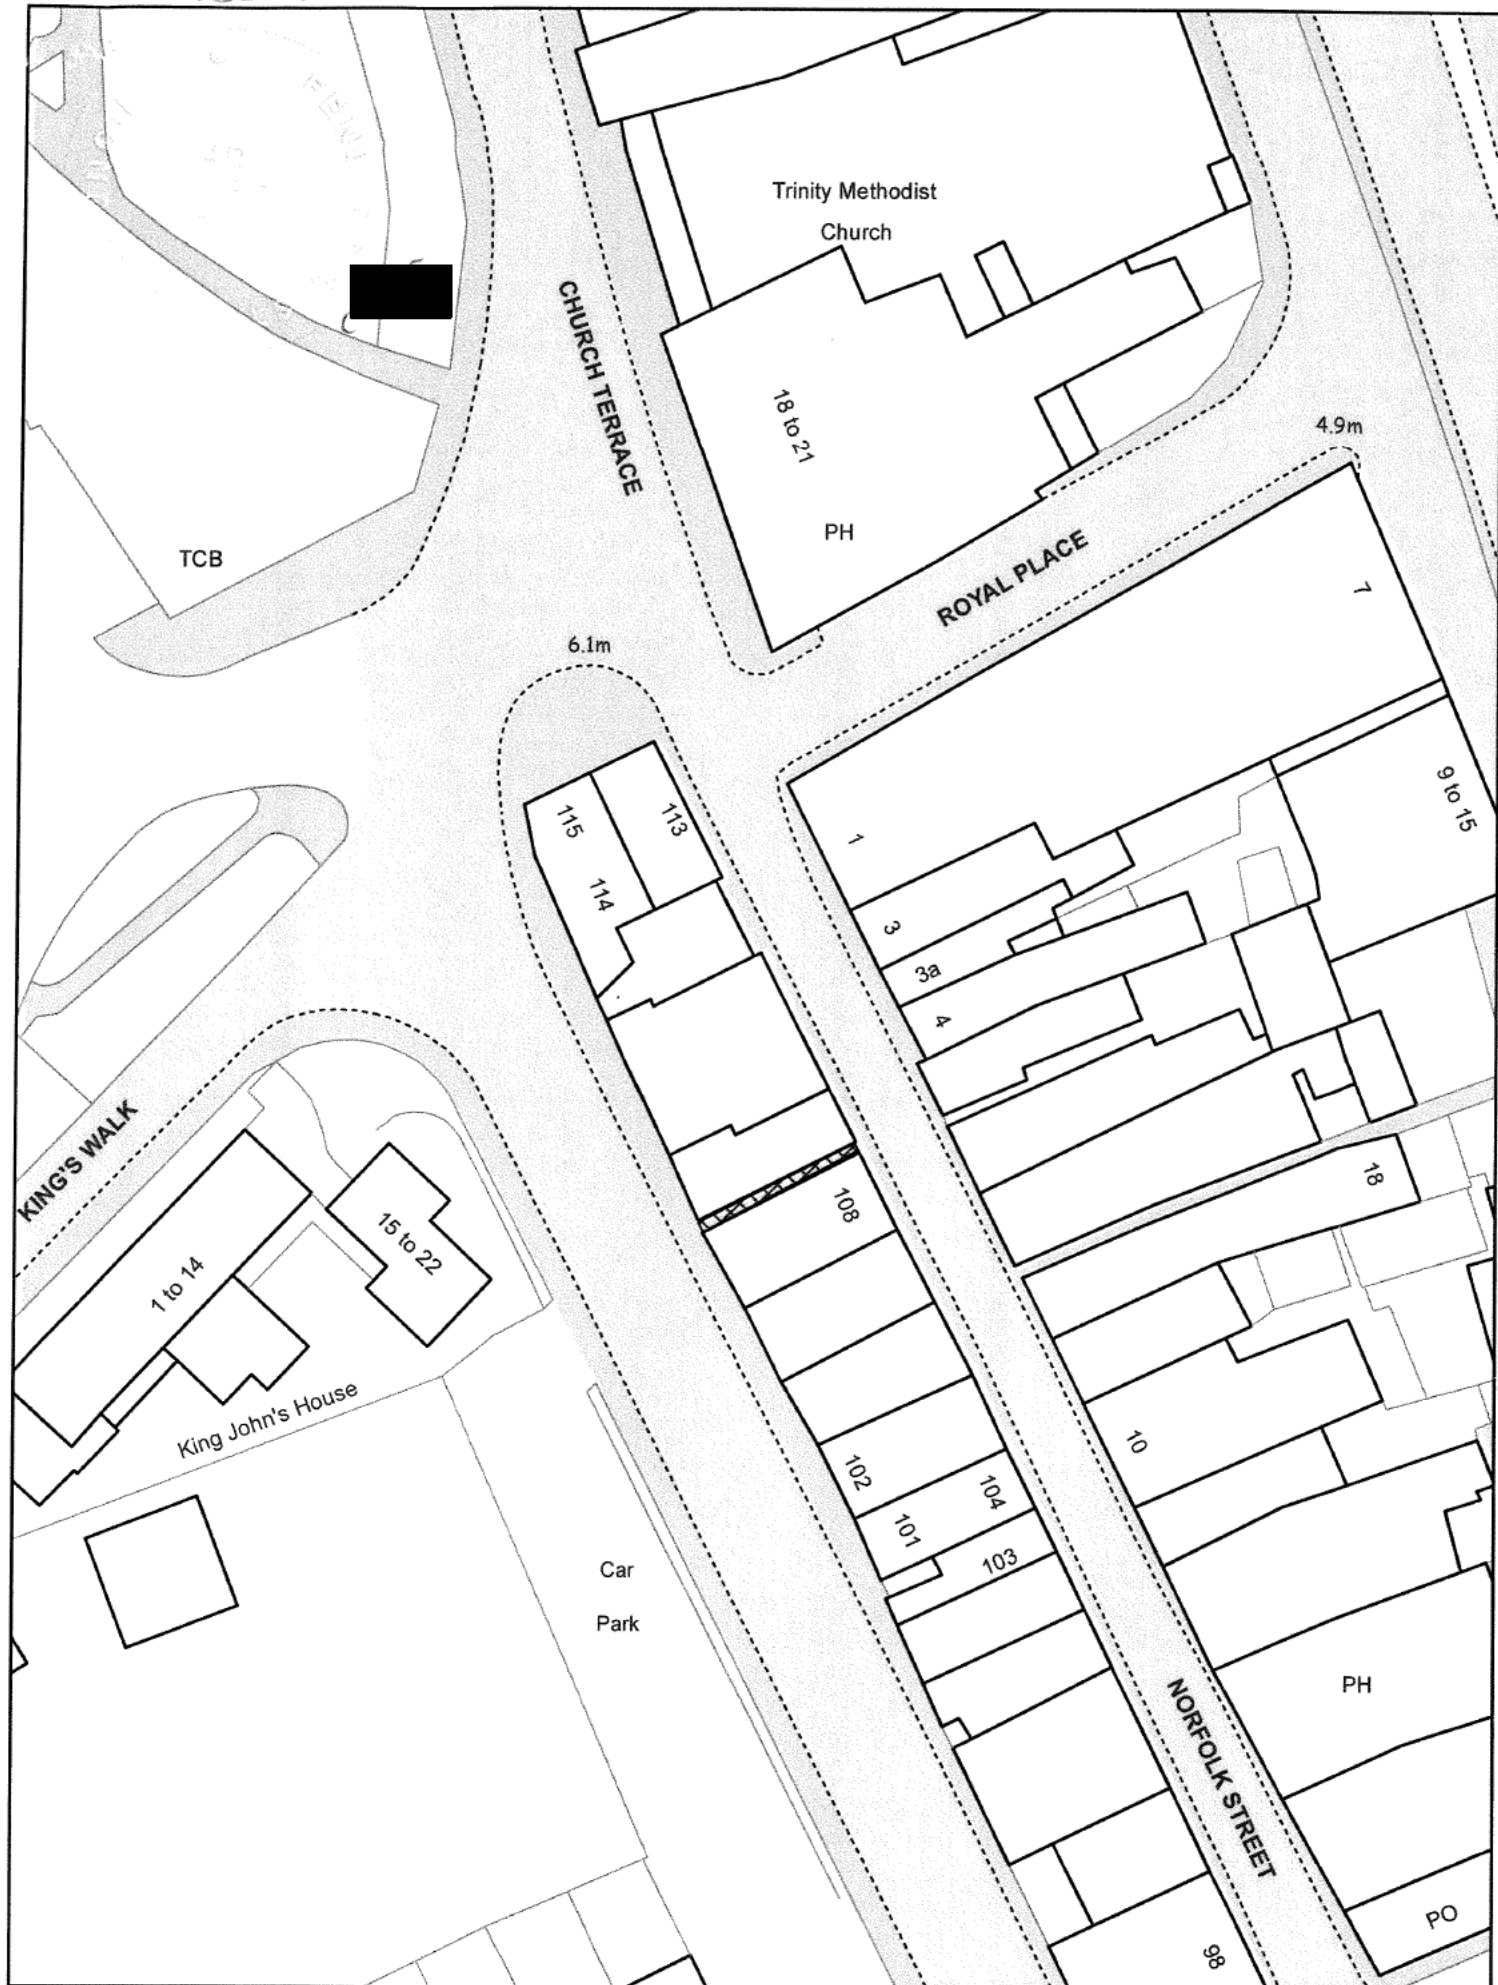 Trinity Methodist
Church
CHURCH TERRACE
18 to 21
4.9m
PH
TCB
ROYAL PLACE
7
6.1m
115
113
1
9 to 15
114
3
3a
4
KING'S WALK
18
108
15 to 22
1 to 14
King John's House
10
102
104
101
103
Car
Park
PH
NORFOLK STREET
PO
98